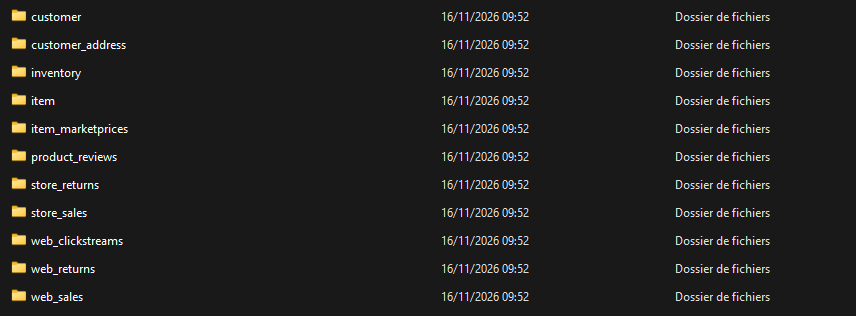 customer 16/11/2026 09:52 Dossier de fichiers
customer_address 16/11/2026 09:52 Dossier de fichiers
inventory 16/11/2026 09:52 Dossier de fichiers
item 16/11/2026 09:52 Dossier de fichiers
item_marketprices 16/11/2026 09:52 Dossier de fichiers
product_reviews 16/11/2026 09:52 Dossier de fichiers
store_returns 16/11/2026 09:52 Dossier de fichiers
store_sales 16/11/2026 09:52 Dossier de fichiers
web_clickstreams 16/11/2026 09:52 Dossier de fichiers
web_returns 16/11/2026 09:52 Dossier de fichiers
web_sales 16/11/2026 09:52 Dossier de fichiers